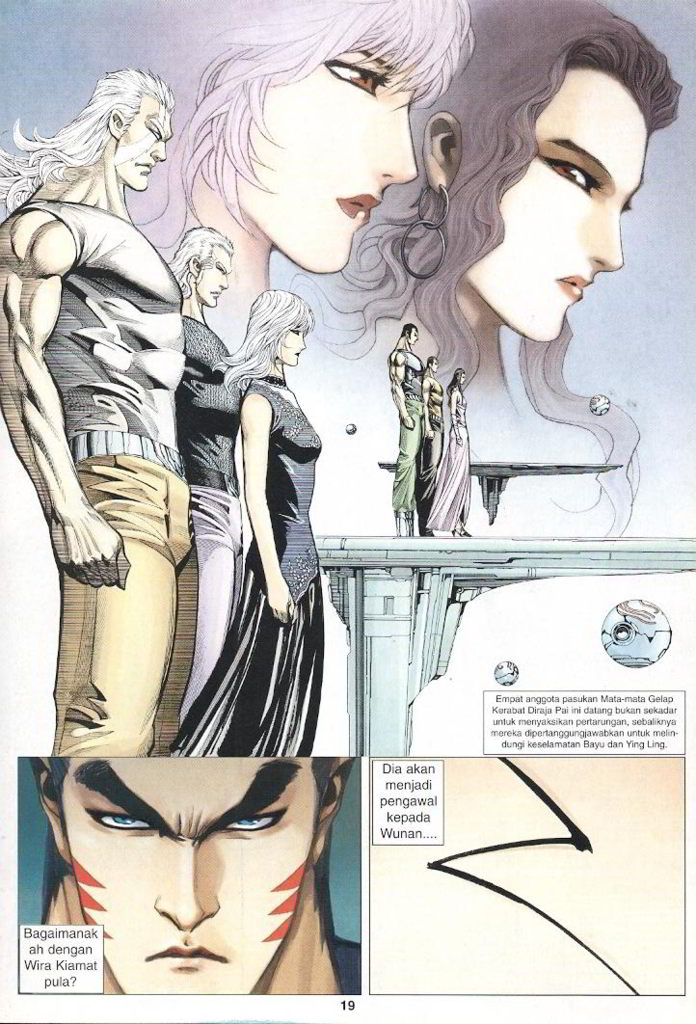 Empat anggota pasukan Mata-mata Gelap
Kerabat Diraja Pai ini datang bukan sekadar
untuk menyaksikan pertarungan, sebaliknya
mereka dipertanggungjawabkan untuk melin-
dungi keselamatan Bayu dan Ying Ling.
Bagaimanak
ah dengan
Wira Kiamat
pula?
Dia akan
menjadi
pengawal
kepada
Wunan....
19